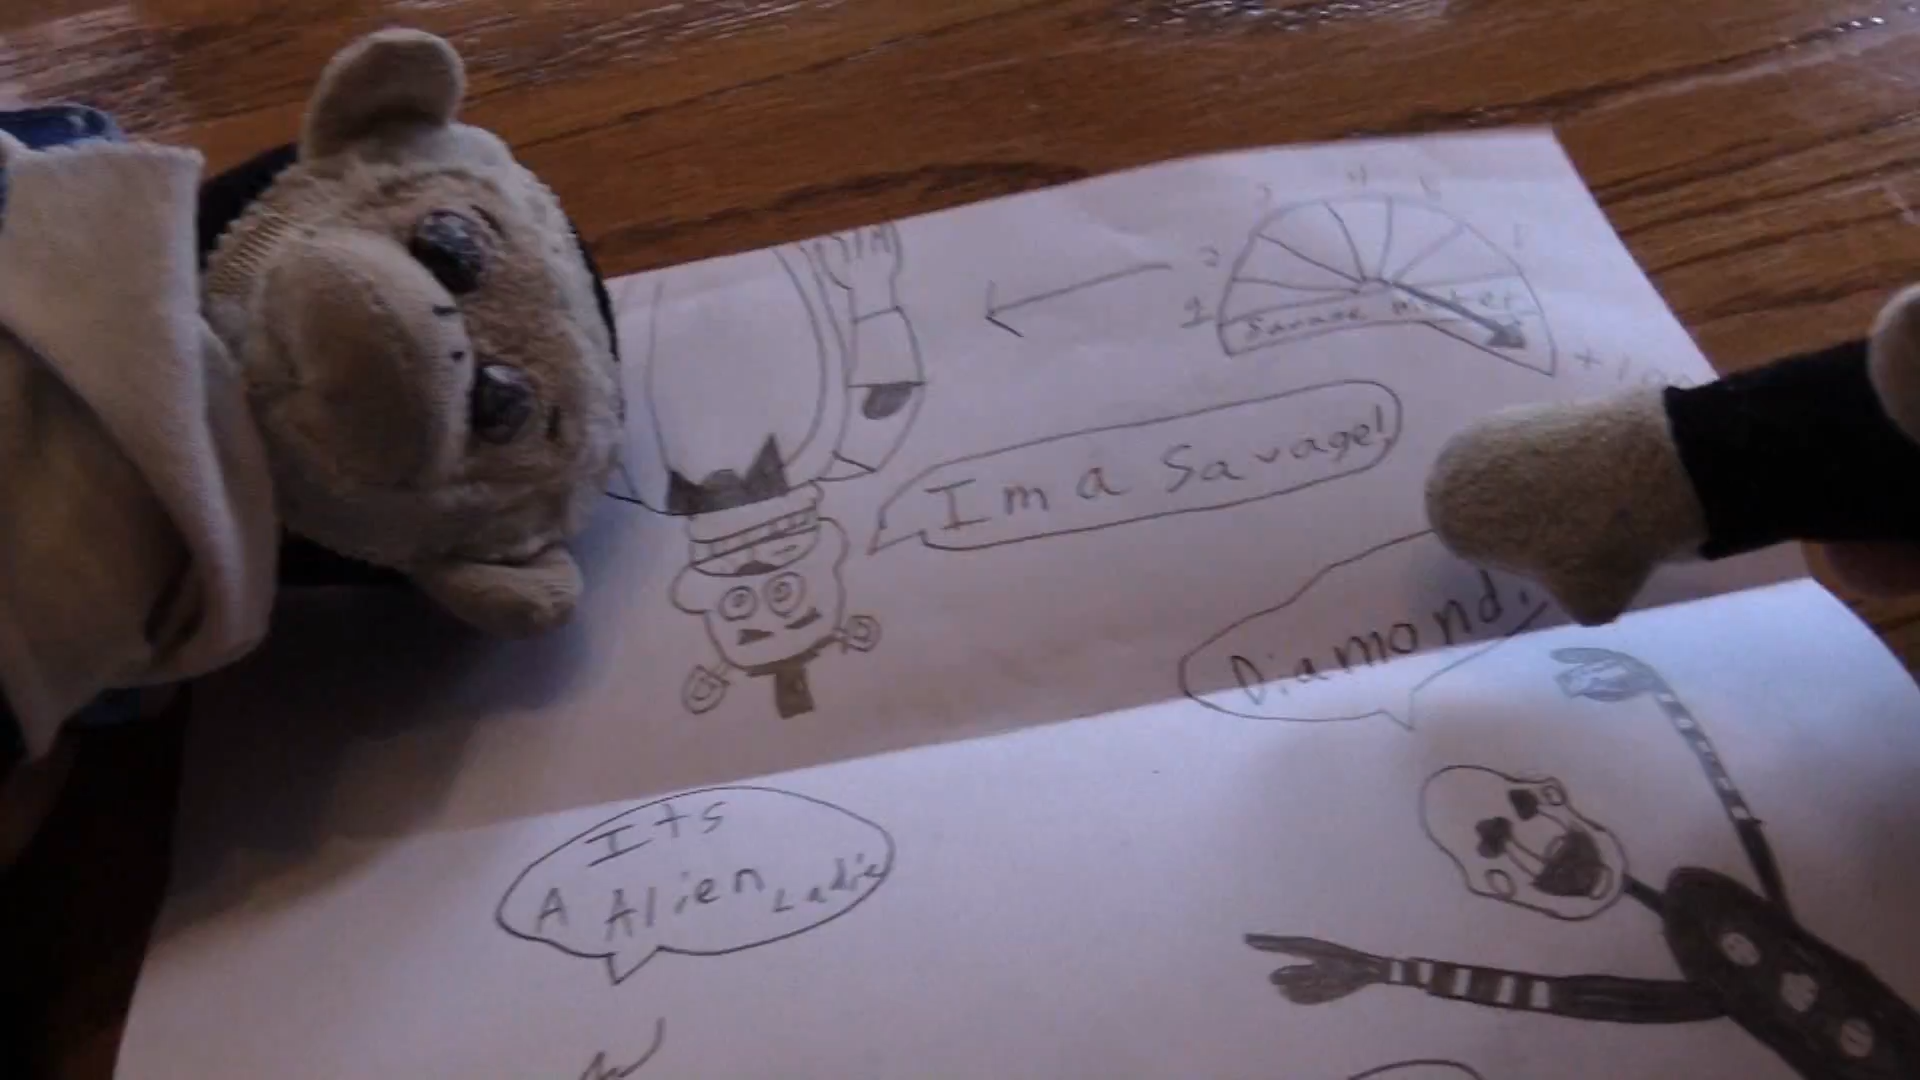 Savage Meter
Im a Savage!
Diamond.
Its
A Alien Ladie